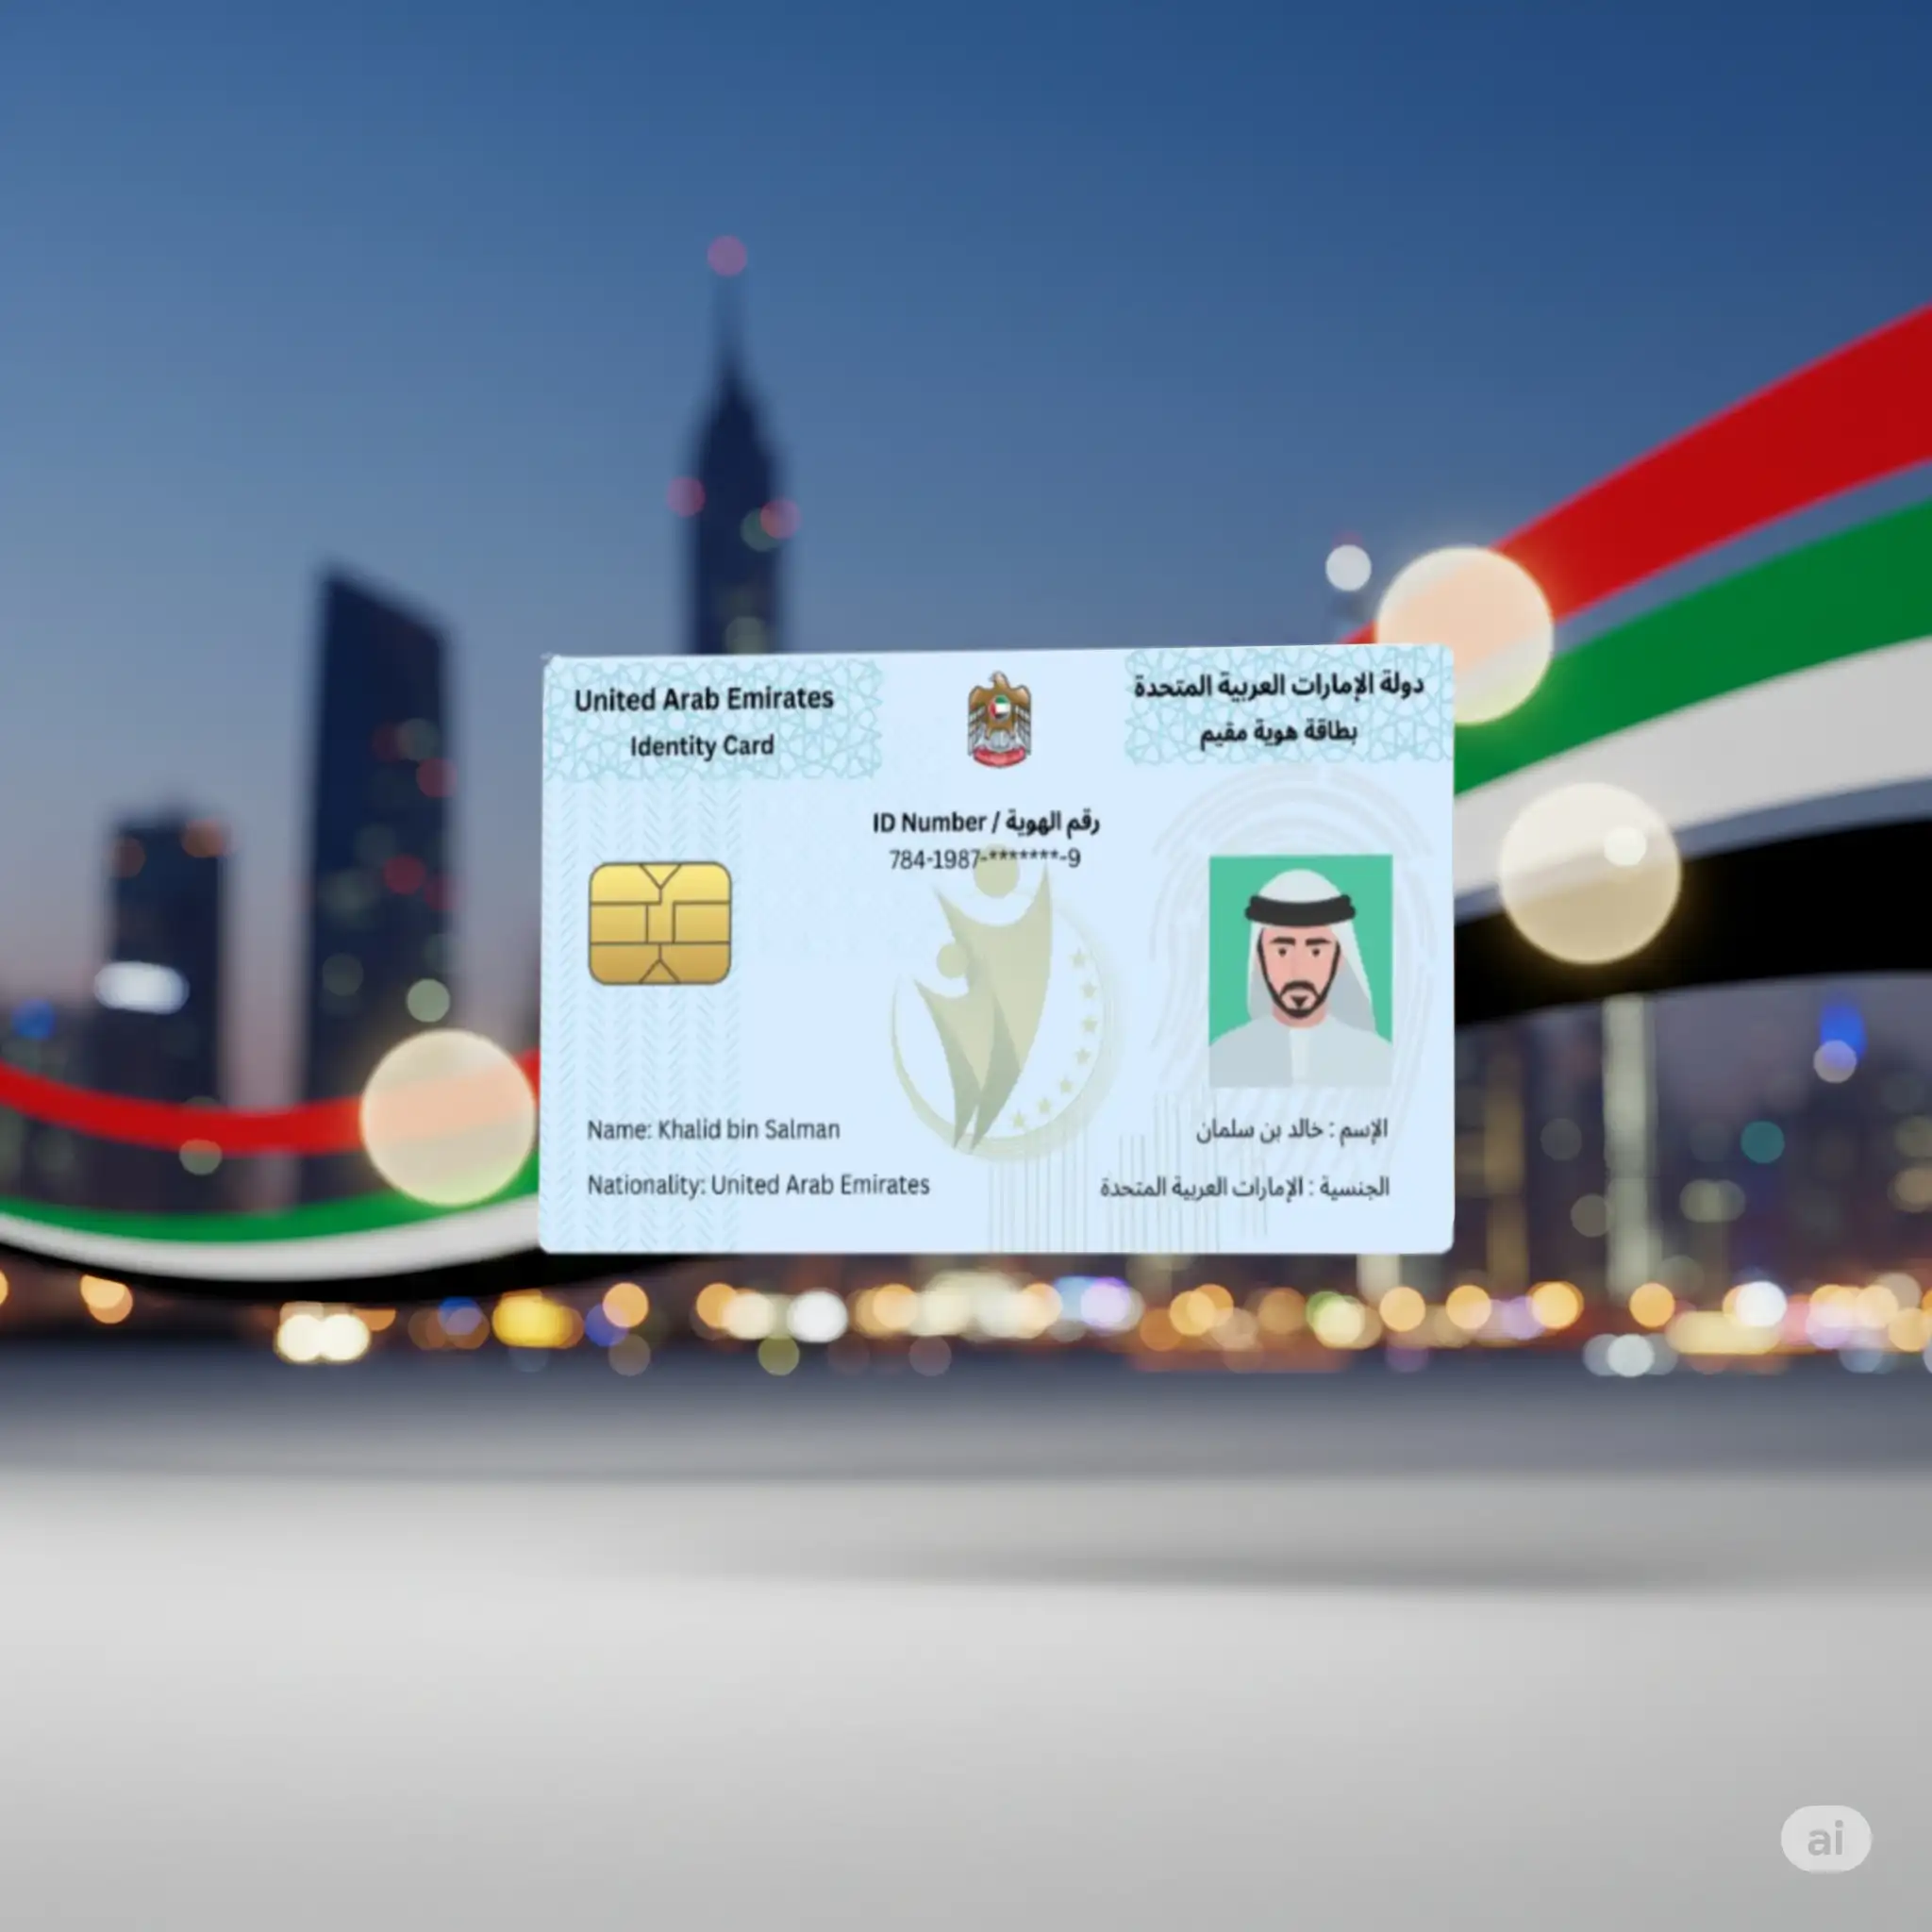 United Arab Emirates
Identity Card
دولة الإمارات العربية المتحدة
بطاقة هوية مقيم
ID Number / رقم الهوية
784-1987-*******-9
Name: Khalid bin Salman
الإسم : خالد بن سلمان
Nationality: United Arab Emirates
الجنسية : الإمارات العربية المتحدة
ai